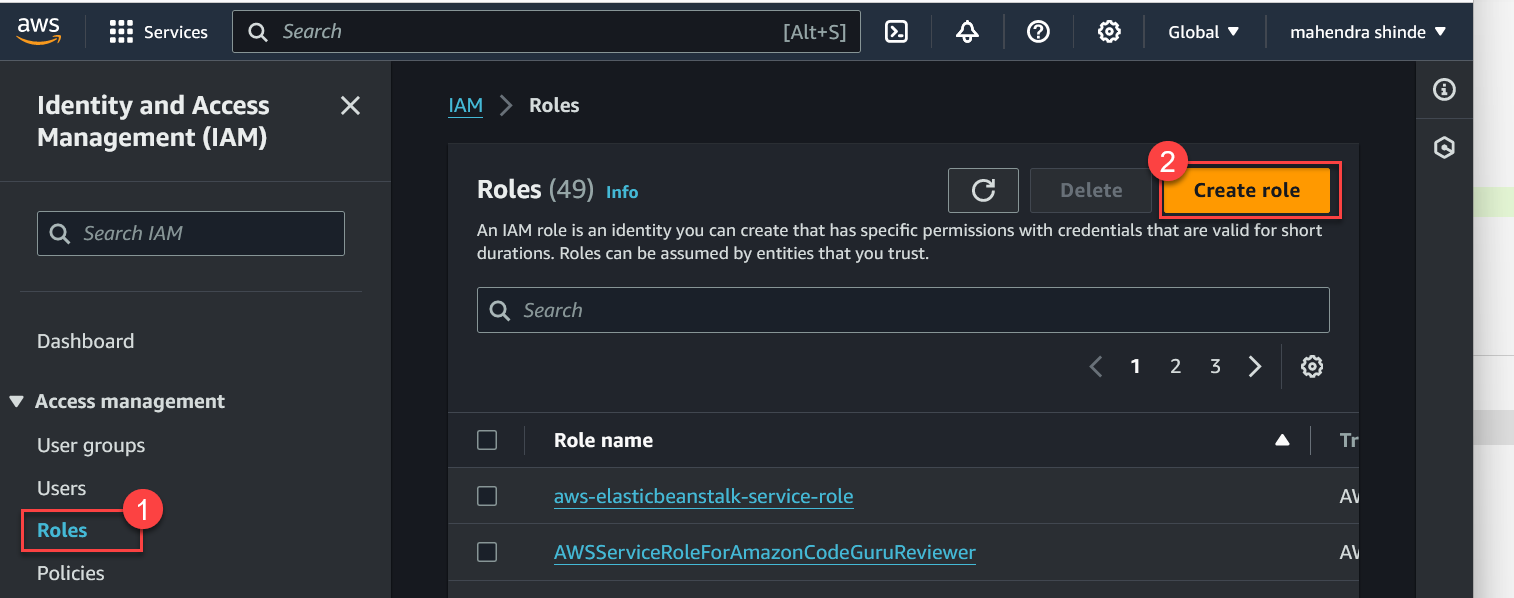 aws
Services
Search
[Alt+S]
Global
mahendra shinde
Identity and Access
Management (IAM)
Search IAM
Dashboard
Access management
User groups
Users
1
Roles
Policies
IAM
Roles
Roles (49) Info
Delete
2
Create role
An IAM role is an identity you can create that has specific permissions with credentials that are valid for short
durations. Roles can be assumed by entities that you trust.
Search
1 2 3
Role name
Tr
aws-elasticbeanstalk-service-role
AWSServiceRoleForAmazonCodeGuruReviewer